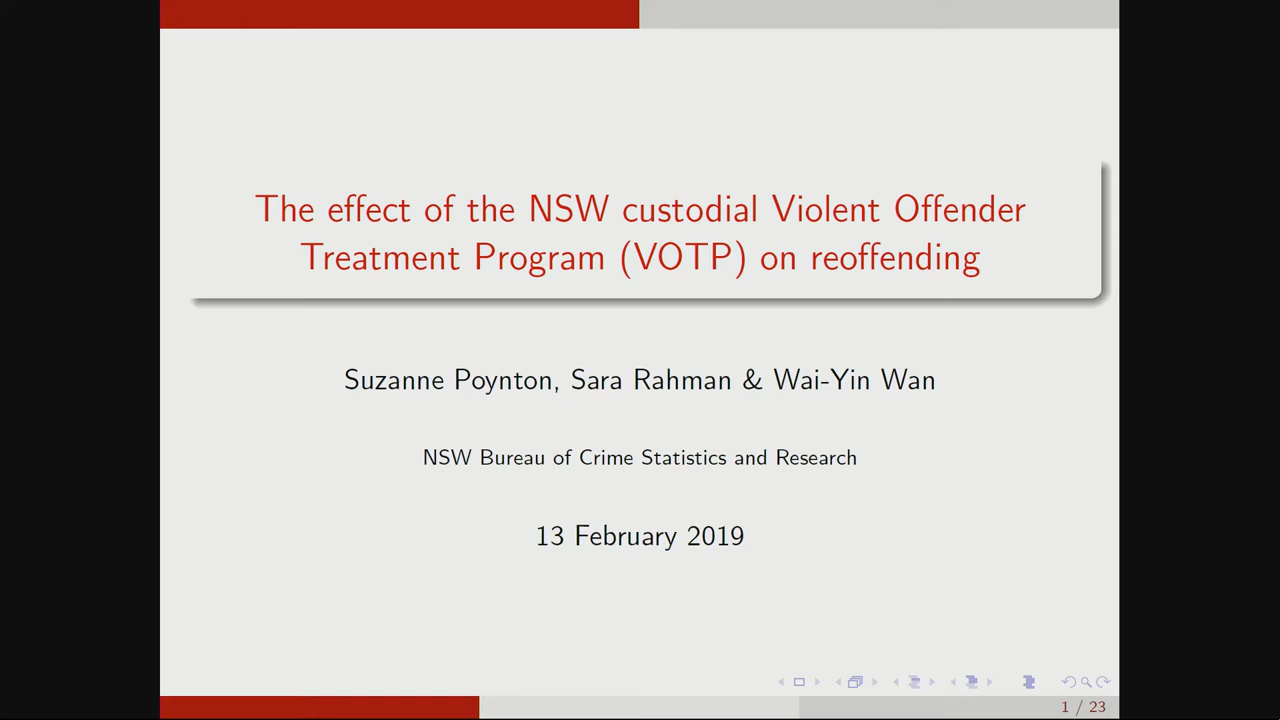 The effect of the NSW custodial Violent Offender
Treatment Program (VOTP) on reoffending
Suzanne Poynton, Sara Rahman & Wai-Yin Wan
NSW Bureau of Crime Statistics and Research
13 February 2019
1 / 23